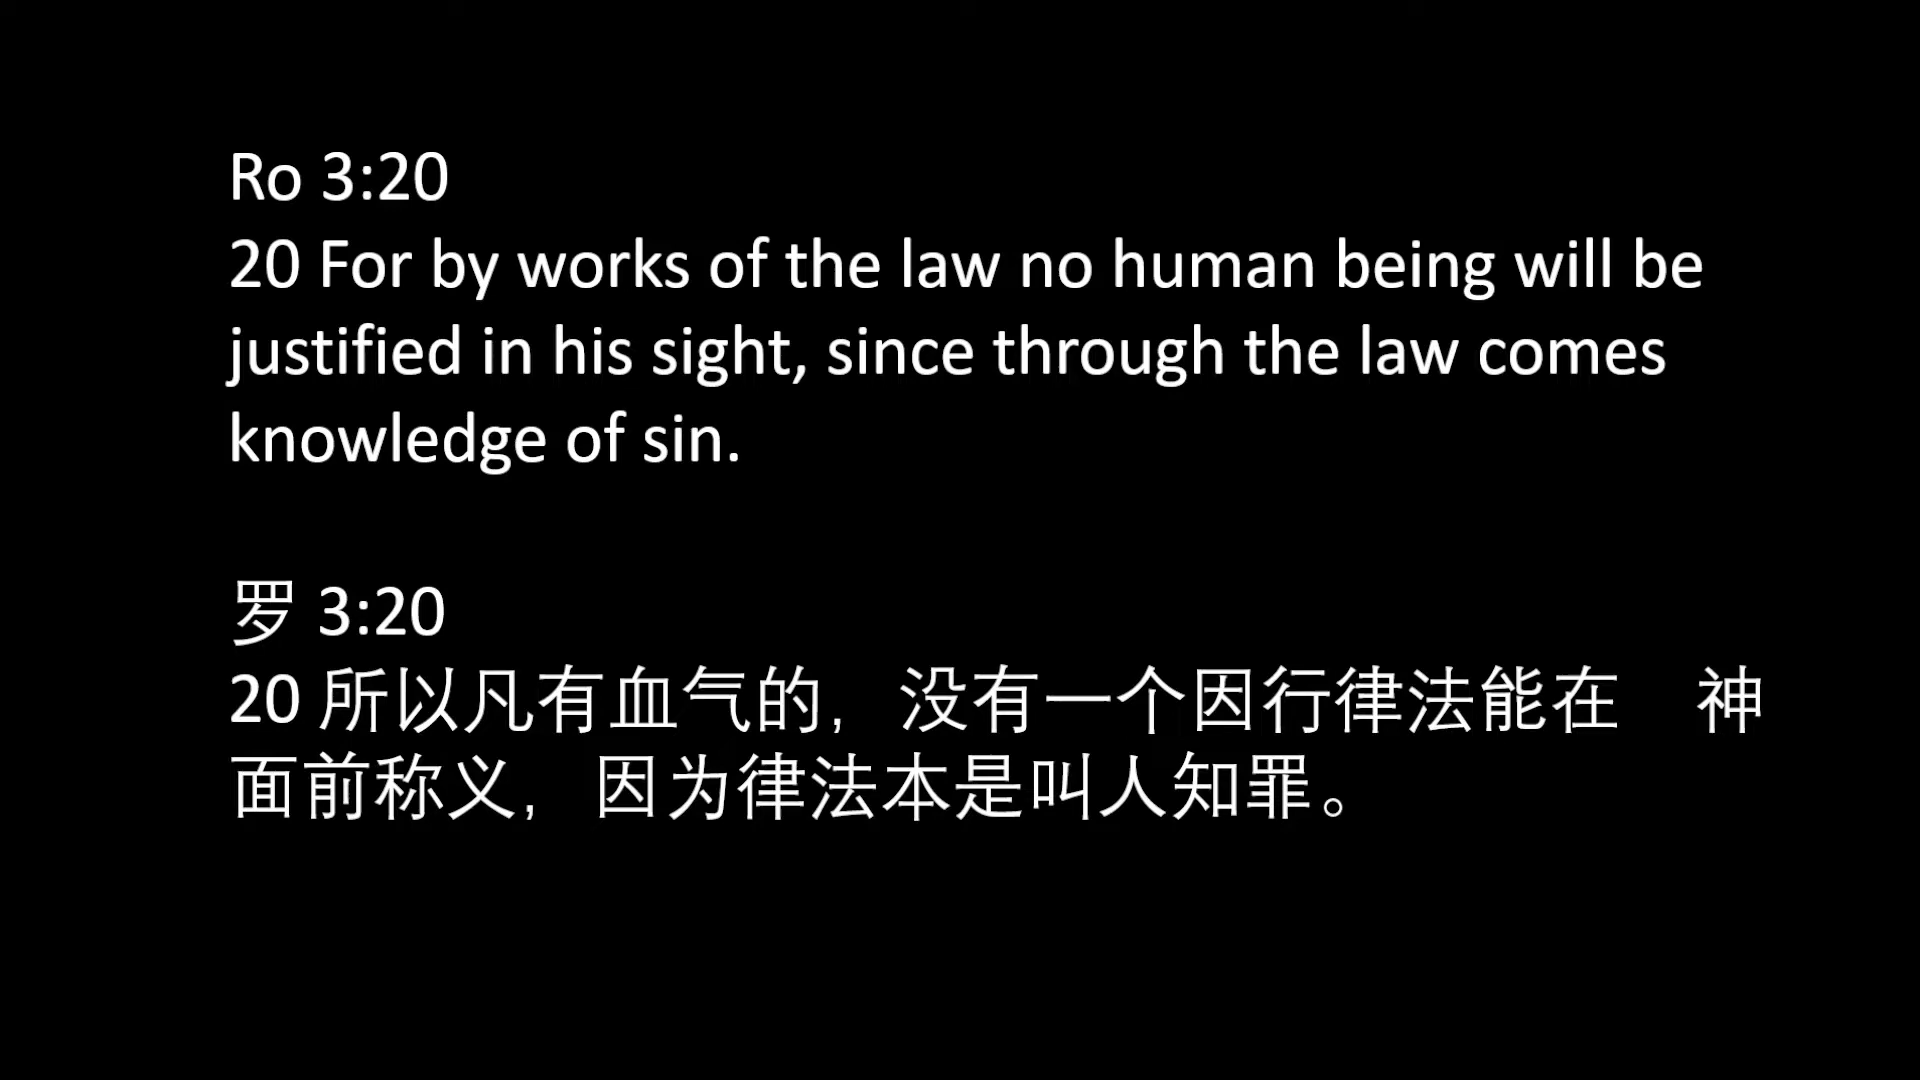 Ro 3:20
20 For by works of the law no human being will be
justified in his sight, since through the law comes
knowledge of sin.
罗 3:20
20 所以凡有血气的，没有一个因行律法能在　神
面前称义，因为律法本是叫人知罪。